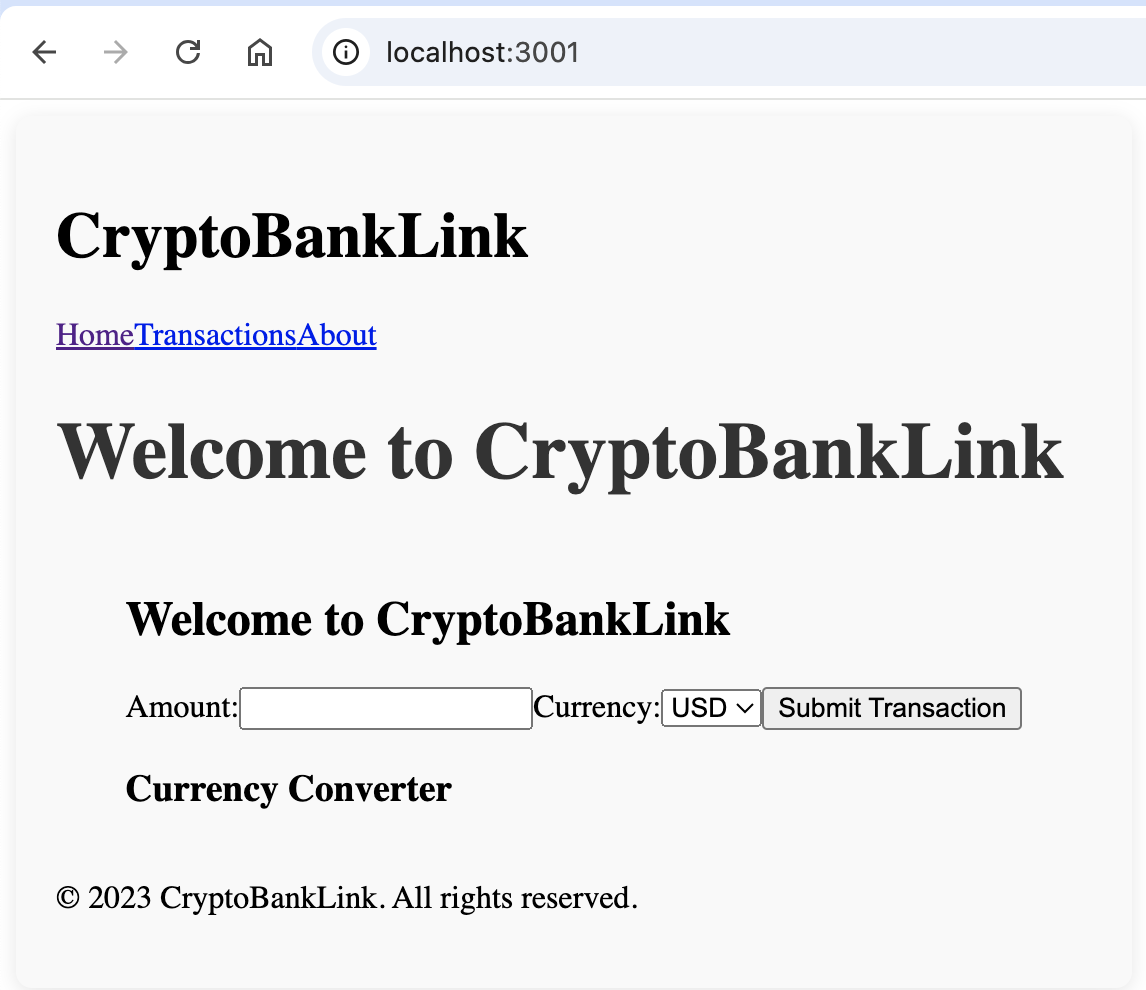 localhost:3001
CryptoBankLink
HomeTransactionsAbout
Welcome to CryptoBankLink
Welcome to CryptoBankLink
Amount: Currency: USD Submit Transaction
Currency Converter
© 2023 CryptoBankLink. All rights reserved.